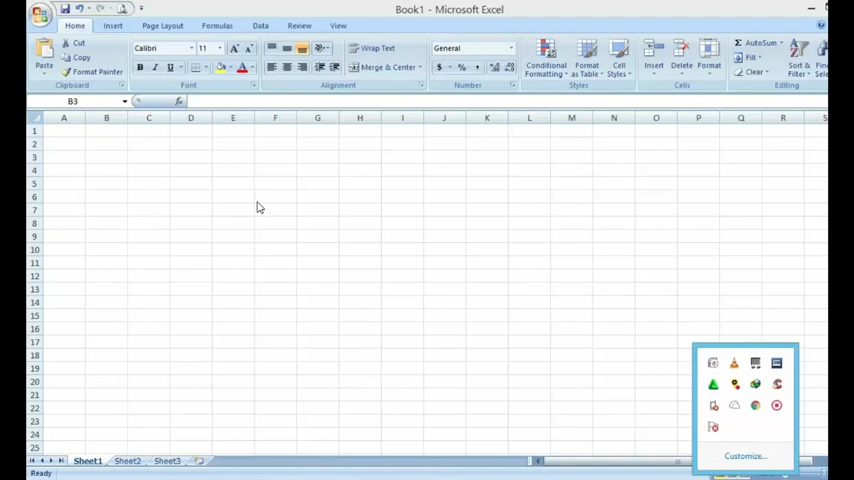 Book1 - Microsoft Excel
Home Insert Page Layout Formulas Data Review View
Cut
Copy
Format Painter
Paste
Clipboard
Calibri 11
B I U A
Font
Wrap Text
Merge & Center
Alignment
General
$ % ,
Number
Conditional Formatting
Format as Table
Cell Styles
Styles
Insert Delete Format
Cells
AutoSum
Fill
Clear
Sort & Filter
Editing
B3 fx
A B C D E F G H I J K L M N O P Q R S
1
2
3
4
5
6
7
8
9
10
11
12
13
14
15
16
17
18
19
20
21
22
23
24
25
Customize...
Sheet1 Sheet2 Sheet3
Ready